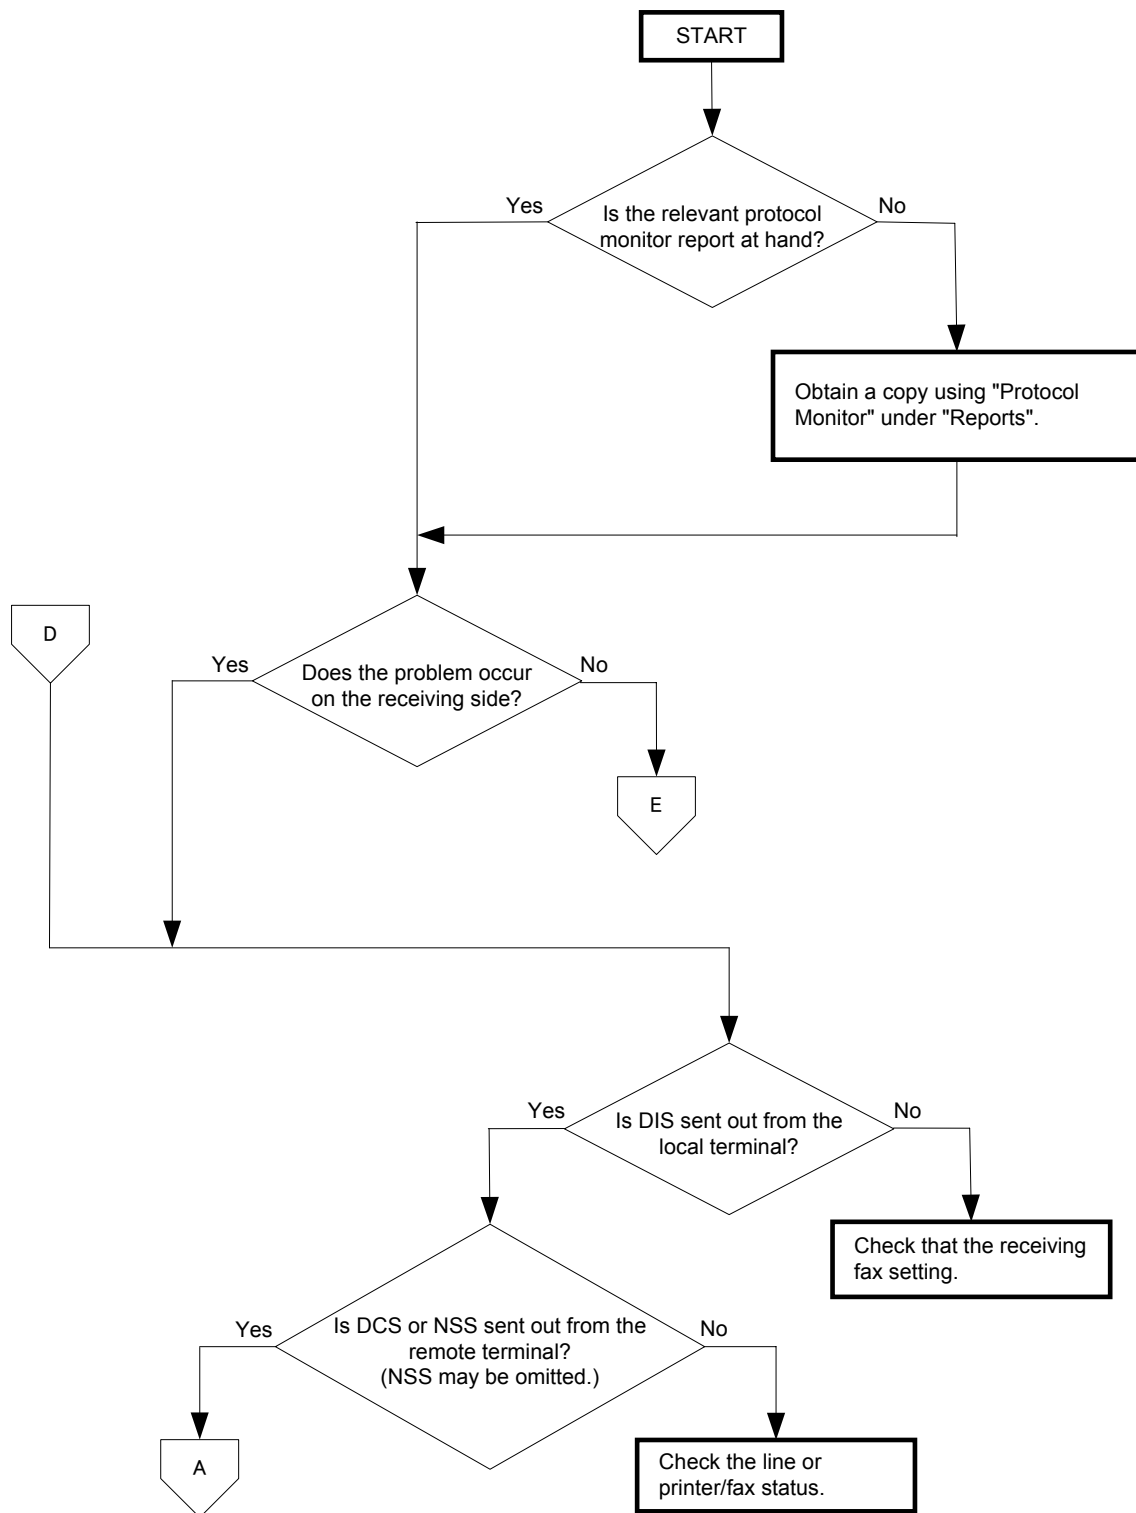 START
Yes
Is the relevant protocol
monitor report at hand?
No
Obtain a copy using "Protocol
Monitor" under "Reports".
D
Yes
Does the problem occur
on the receiving side?
No
E
Yes
Is DIS sent out from the
local terminal?
No
Check that the receiving
fax setting.
Yes
Is DCS or NSS sent out from the
remote terminal?
(NSS may be omitted.)
No
A
Check the line or
printer/fax status.